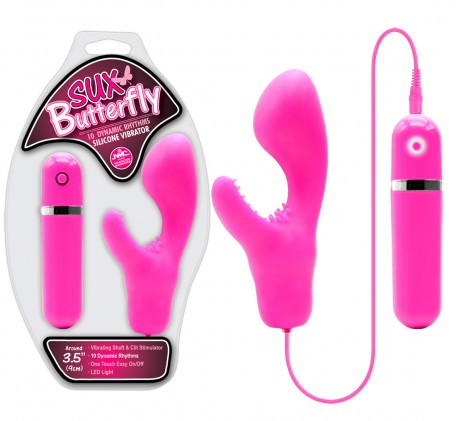 SUX
Butterfly
10 DYNAMIC RHYTHMS
SILICONE VIBRATOR
NMC
Around
3.5"
(9cm)
· Vibrating Shaft & Clit Stimulator
· 10 Dynamic Rhythms
· One Touch Easy On/Off
· LED Light